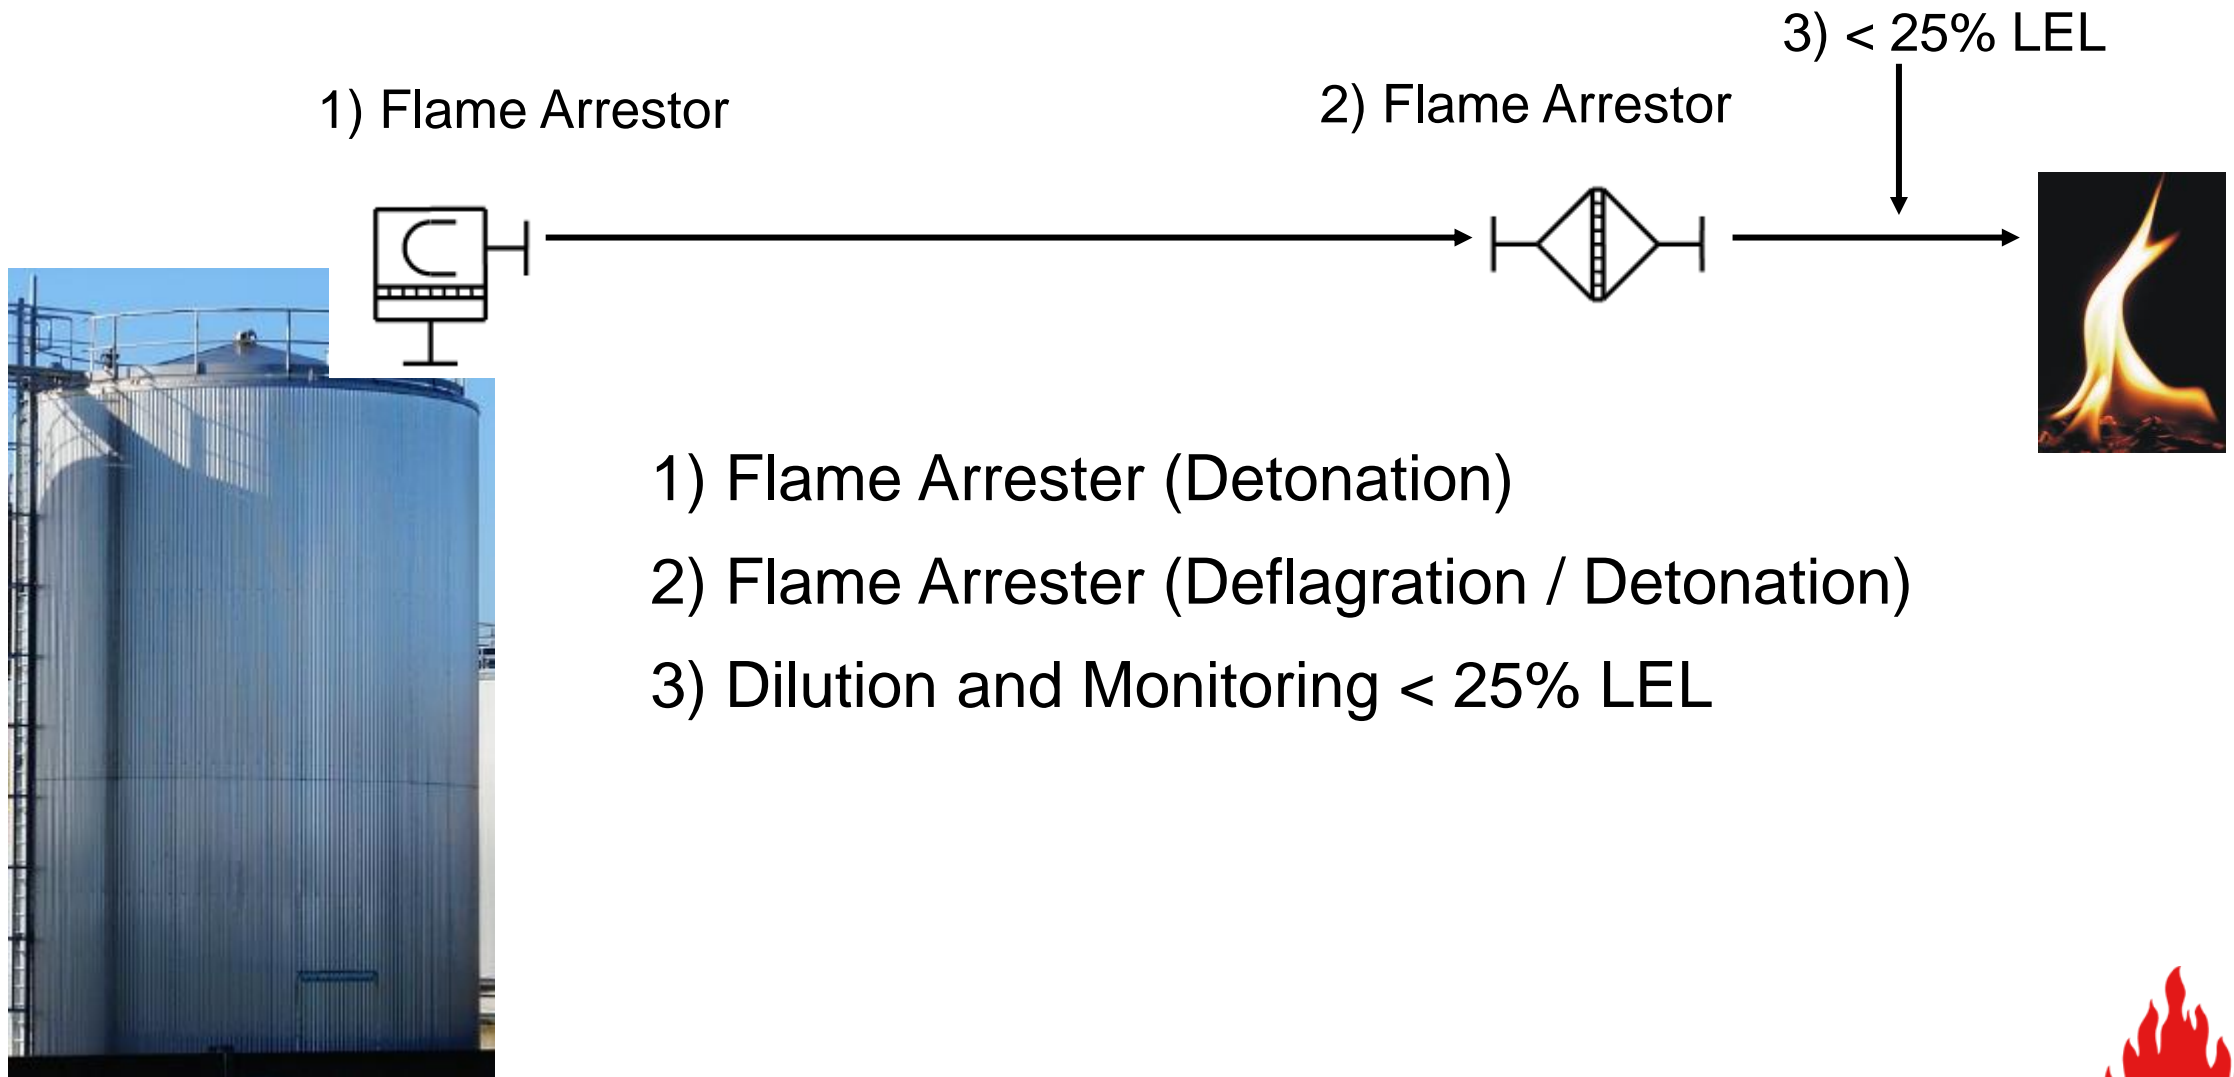 3) < 25% LEL
1) Flame Arrestor
2) Flame Arrestor
1) Flame Arrester (Detonation)
2) Flame Arrester (Deflagration / Detonation)
3) Dilution and Monitoring < 25% LEL